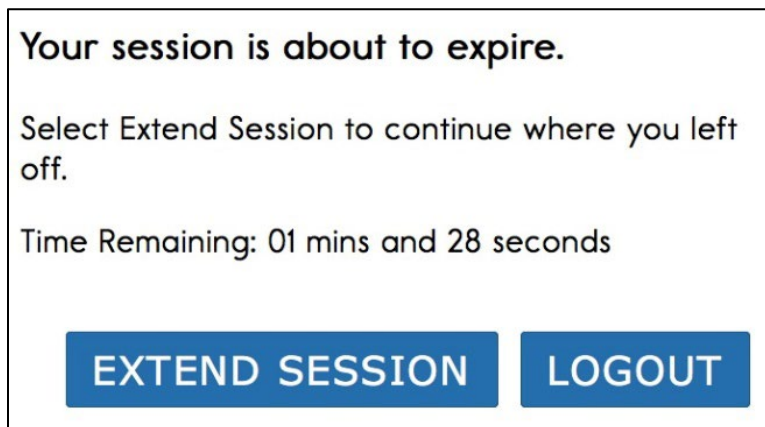 Your session is about to expire.
Select Extend Session to continue where you left
off.
Time Remaining: 01 mins and 28 seconds
EXTEND SESSION LOGOUT